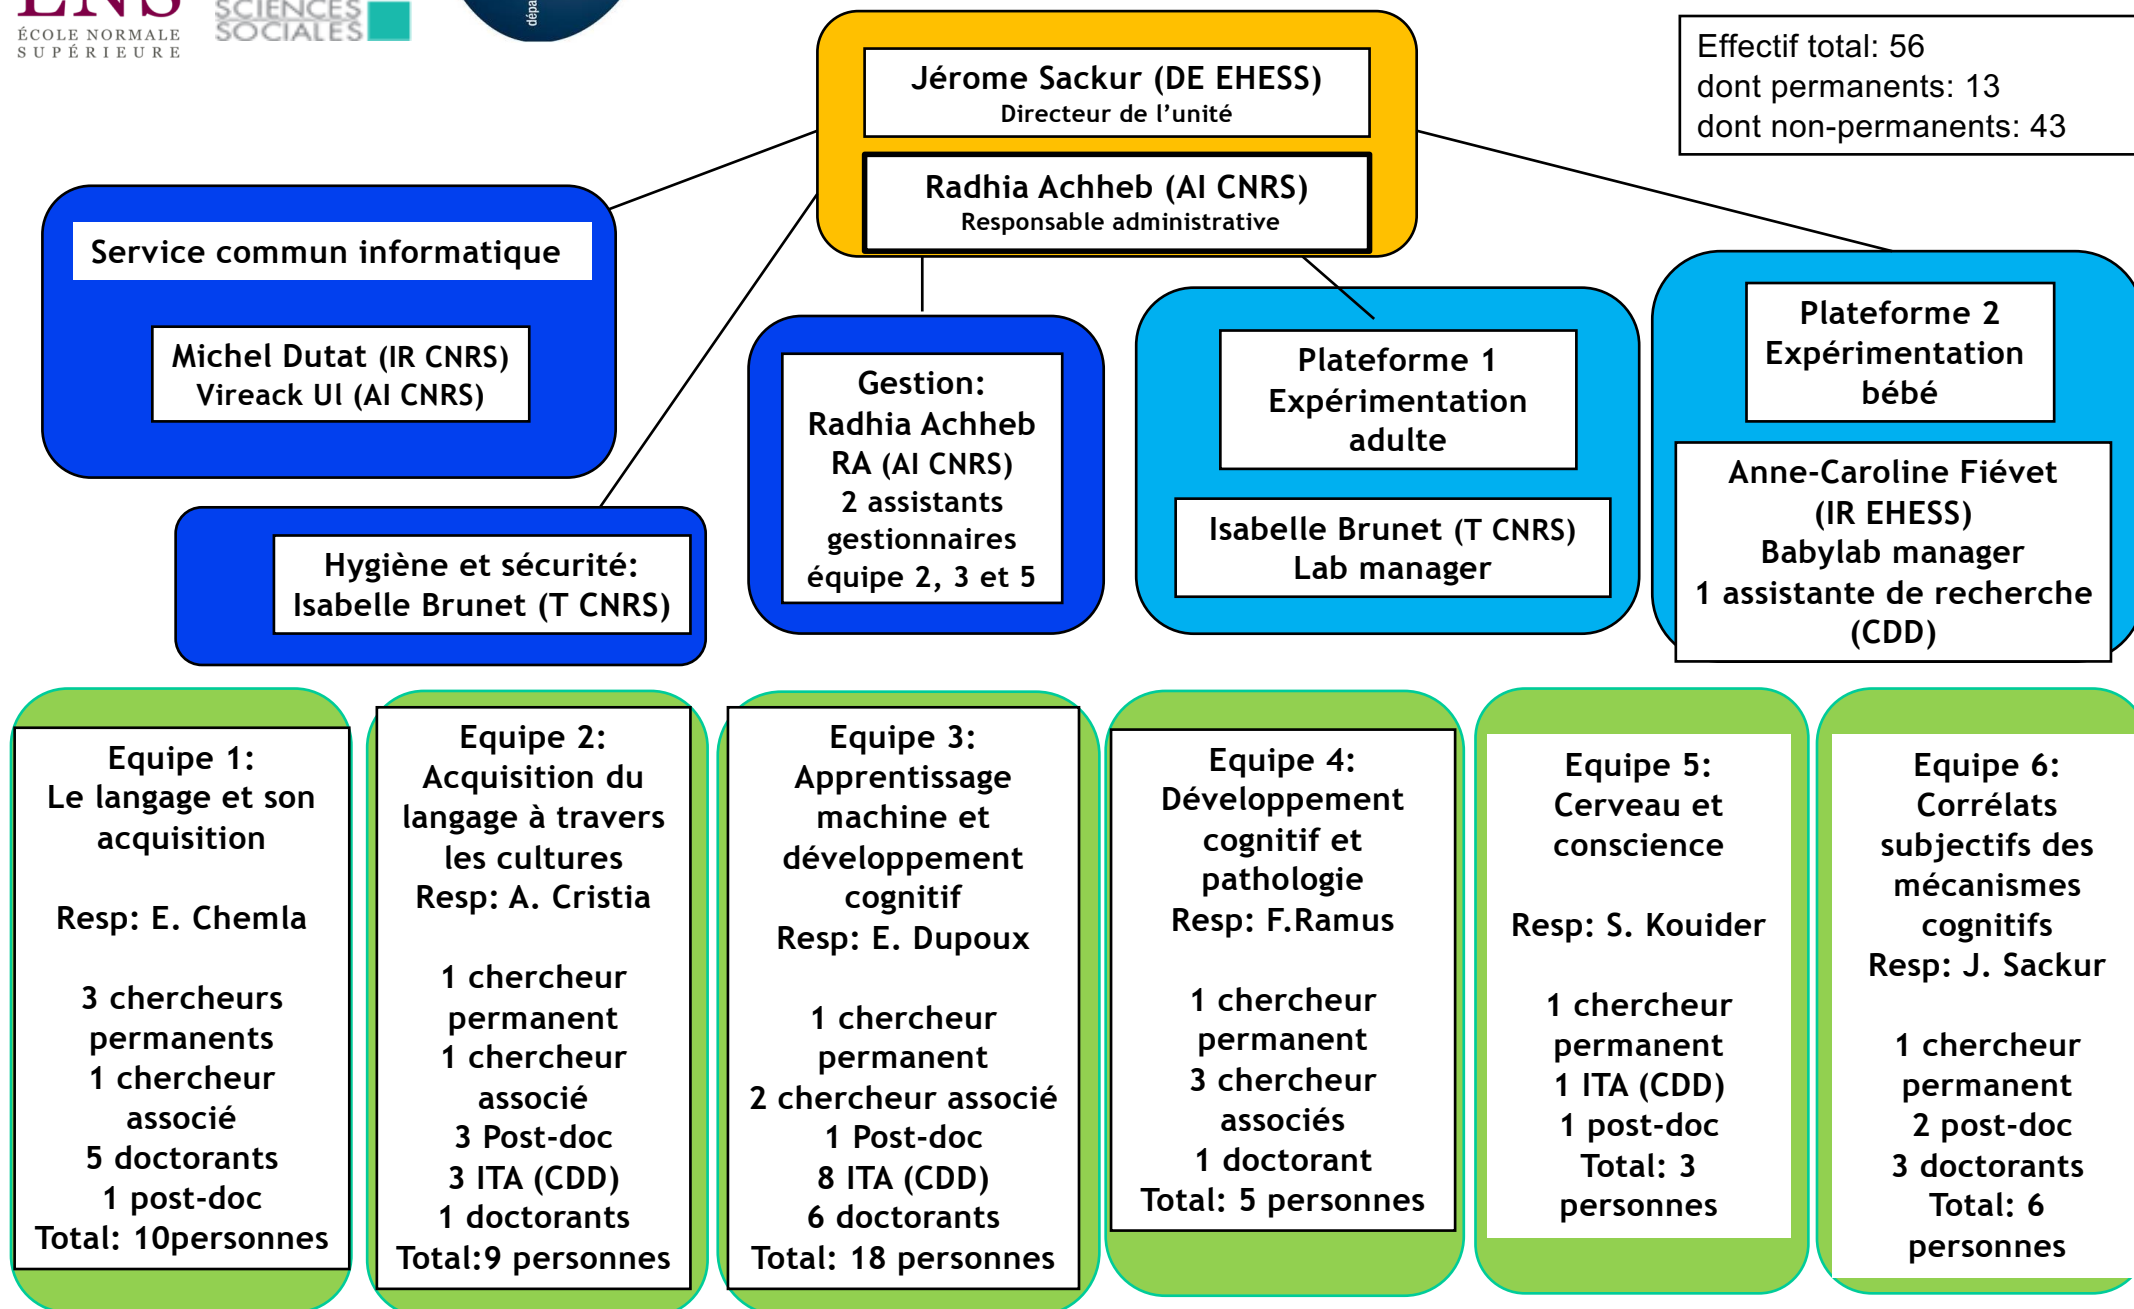 ENS
ÉCOLE NORMALE
SUPÉRIEURE
SCIENCES
SOCIALES
dépa
Jérome Sackur (DE EHESS)
Directeur de l’unité
Radhia Achheb (AI CNRS)
Responsable administrative
Effectif total: 56
dont permanents: 13
dont non-permanents: 43
Service commun informatique
Michel Dutat (IR CNRS)
Vireack Ul (AI CNRS)
Hygiène et sécurité:
Isabelle Brunet (T CNRS)
Gestion:
Radhia Achheb
RA (AI CNRS)
2 assistants
gestionnaires
équipe 2, 3 et 5
Plateforme 1
Expérimentation
adulte
Isabelle Brunet (T CNRS)
Lab manager
Plateforme 2
Expérimentation
bébé
Anne-Caroline Fiévet
(IR EHESS)
Babylab manager
1 assistante de recherche
(CDD)
Equipe 1:
Le langage et son
acquisition
Resp: E. Chemla
3 chercheurs
permanents
1 chercheur
associé
5 doctorants
1 post-doc
Total: 10personnes
Equipe 2:
Acquisition du
langage à travers
les cultures
Resp: A. Cristia
1 chercheur
permanent
1 chercheur
associé
3 Post-doc
3 ITA (CDD)
1 doctorants
Total:9 personnes
Equipe 3:
Apprentissage
machine et
développement
cognitif
Resp: E. Dupoux
1 chercheur
permanent
2 chercheur associé
1 Post-doc
8 ITA (CDD)
6 doctorants
Total: 18 personnes
Equipe 4:
Développement
cognitif et
pathologie
Resp: F.Ramus
1 chercheur
permanent
3 chercheur
associés
1 doctorant
Total: 5 personnes
Equipe 5:
Cerveau et
conscience
Resp: S. Kouider
1 chercheur
permanent
1 ITA (CDD)
1 post-doc
Total: 3
personnes
Equipe 6:
Corrélats
subjectifs des
mécanismes
cognitifs
Resp: J. Sackur
1 chercheur
permanent
2 post-doc
3 doctorants
Total: 6
personnes